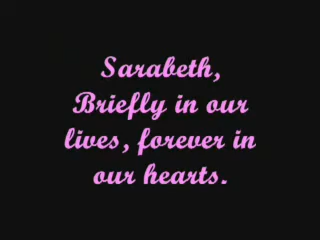 Sarabeth,
Briefly in our
lives, forever in
our hearts.